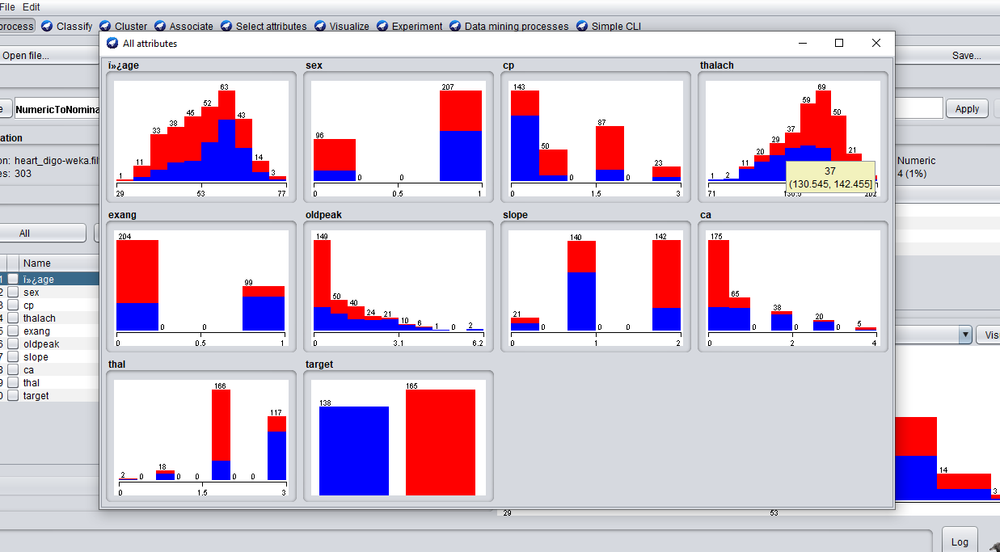 File Edit
process Classify Cluster Associate Select attributes Visualize Experiment Data mining processes Simple CLI
All attributes
Open file...
Save...
NumericToNomina
Apply
ation
on: heart_digo-weka.fil
es: 303
Numeric
4 (1%)
All
Name
1 ï»¿age
2 sex
3 cp
4 thalach
5 exang
6 oldpeak
7 slope
8 ca
9 thal
0 target
ï»¿age
1 11 33 38 45 52 63 43 14 3
29 53 77
sex
96 0 0 207
0 0.5 1
cp
143 50 0 87 0 23
0 1.5 3
thalach
1 2 11 20 29 37 59 69 50 21
71 130.5 202
37
(130.545, 142.455]
exang
204 0 0 99
0 0.5 1
oldpeak
149 50 40 24 21 10 6 1 0 2
0 3.1 6.2
slope
21 0 140 0 0 142
0 1 2
ca
175 65 0 38 0 20 0 5
0 2 4
thal
2 0 18 0 0 166 0 0 117
0 1.5 3
target
138 165
Visu
14
3
29 53
Log